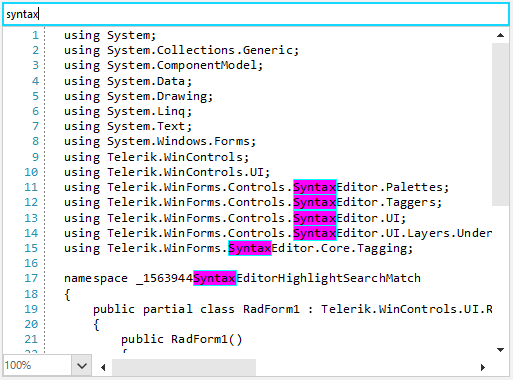 syntax
1 using System;
2 using System.Collections.Generic;
3 using System.ComponentModel;
4 using System.Data;
5 using System.Drawing;
6 using System.Linq;
7 using System.Text;
8 using System.Windows.Forms;
9 using Telerik.WinControls;
10 using Telerik.WinControls.UI;
11 using Telerik.WinForms.Controls.SyntaxEditor.Palettes;
12 using Telerik.WinForms.Controls.SyntaxEditor.Taggers;
13 using Telerik.WinForms.Controls.SyntaxEditor.UI;
14 using Telerik.WinForms.Controls.SyntaxEditor.UI.Layers.Under
15 using Telerik.WinForms.SyntaxEditor.Core.Tagging;
16
17 namespace _1563944SyntaxEditorHighlightSearchMatch
18 {
19 public partial class RadForm1 : Telerik.WinControls.UI.R
20 {
21 public RadForm1()
22 {
100%